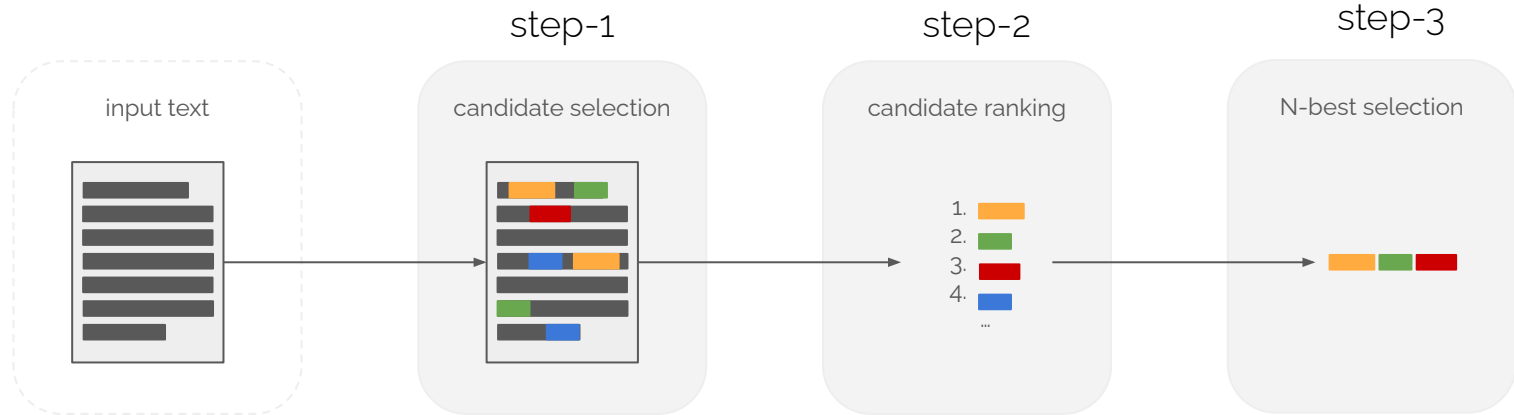 step-1
step-2
step-3
input text
candidate selection
candidate ranking
N-best selection
1.
2.
3.
4.
...